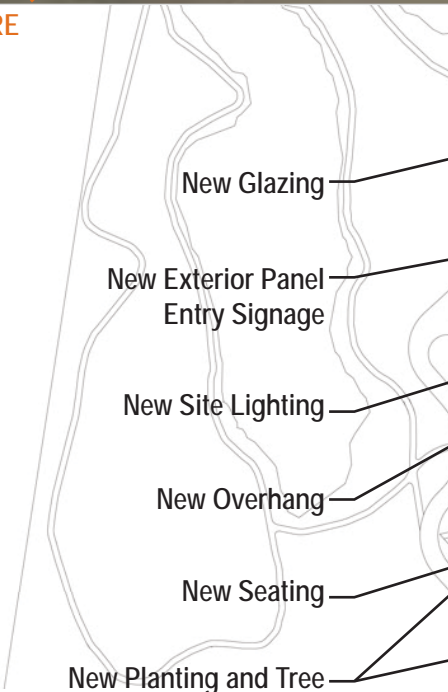 RE
New Glazing
New Exterior Panel
Entry Signage
New Site Lighting
New Overhang
New Seating
New Planting and Tree